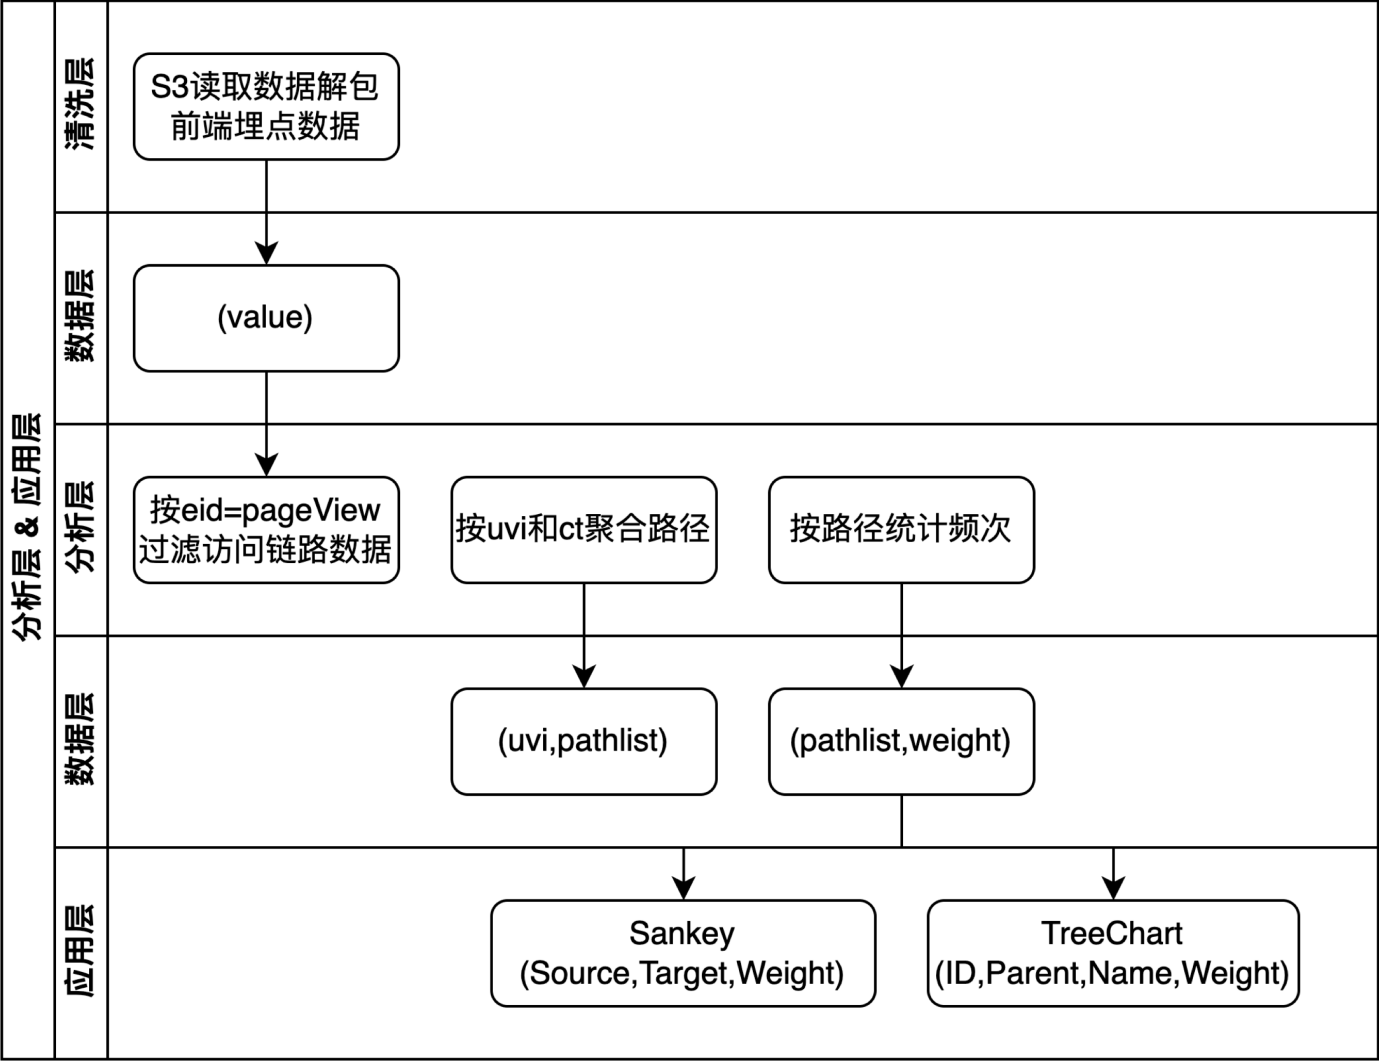 分析层 & 应用层
清洗层
S3读取数据解包
前端埋点数据
数据层
(value)
分析层
按eid=pageView
过滤访问链路数据
按uvi和ct聚合路径
按路径统计频次
数据层
(uvi,pathlist)
(pathlist,weight)
应用层
Sankey
(Source,Target,Weight)
TreeChart
(ID,Parent,Name,Weight)